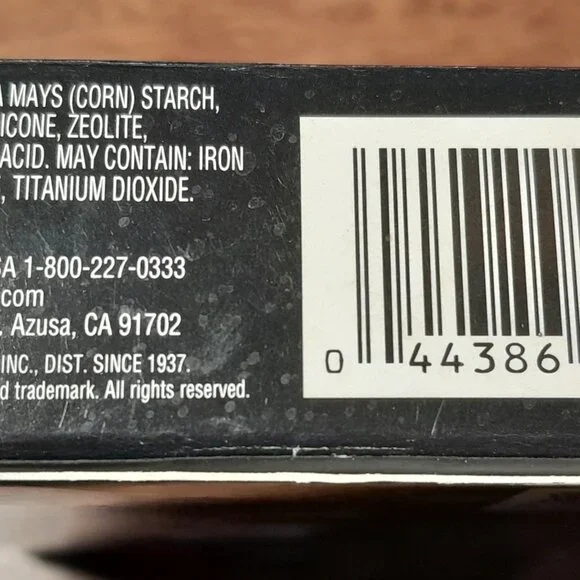 A MAYS (CORN) STARCH,
ICONE, ZEOLITE,
ACID. MAY CONTAIN: IRON
, TITANIUM DIOXIDE.
SA 1-800-227-0333
.com
. Azusa, CA 91702
INC., DIST. SINCE 1937.
d trademark. All rights reserved.
0 44386